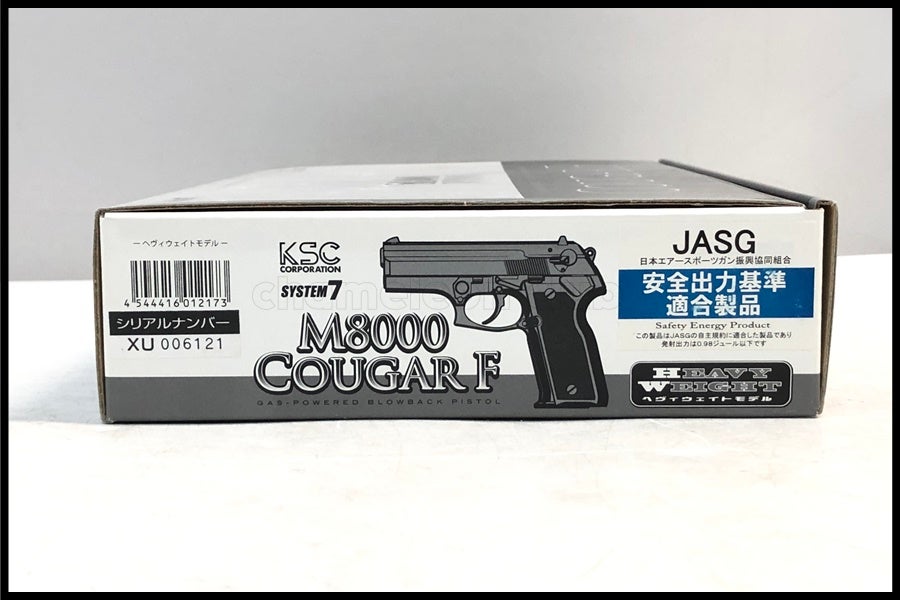 ―ヘヴィウェイトモデル―
4 544416 012173
シリアルナンバー
XU 006121
KSC
CORPORATION
SYSTEM7
M8000
COUGAR F
GAS-POWERED BLOWBACK PISTOL
JASG
日本エアースポーツガン振興協同組合
安全出力基準
適合製品
Safety Energy Product
この製品はJASGの自主規約に適合した製品であり
発射出力は0.98ジュール以下です
HEAVY
WEIGHT
ヘヴィウェイトモデル